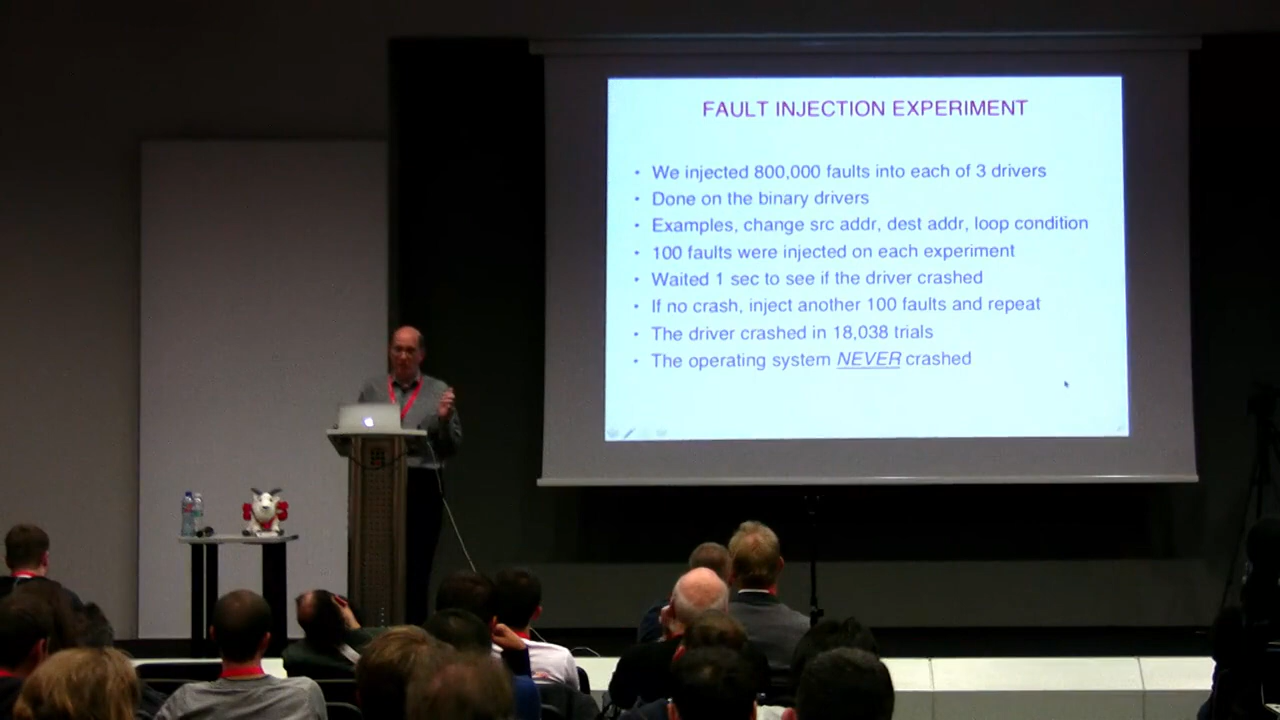 FAULT INJECTION EXPERIMENT
• We injected 800,000 faults into each of 3 drivers
• Done on the binary drivers
• Examples, change src addr, dest addr, loop condition
• 100 faults were injected on each experiment
• Waited 1 sec to see if the driver crashed
• If no crash, inject another 100 faults and repeat
• The driver crashed in 18,038 trials
• The operating system NEVER crashed